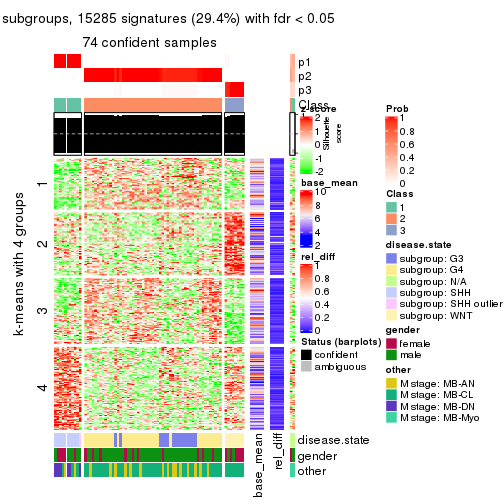 subgroups, 15285 signatures (29.4%) with fdr < 0.05
74 confident samples
p1
p2
p3
Class
1
Silhouette
score
k-means with 4 groups
1
2
3
4
base_mean
rel_diff
disease.state
gender
other
z-score
2
1
0
-1
-2
base_mean
10
8
6
4
2
rel_diff
1
0.8
0.6
0.4
0.2
0
Status (barplots)
confident
ambiguous
Prob
1
0.8
0.6
0.4
0.2
0
Class
1
2
3
disease.state
subgroup: G3
subgroup: G4
subgroup: N/A
subgroup: SHH
subgroup: SHH outlier
subgroup: WNT
gender
female
male
other
M stage: MB-AN
M stage: MB-CL
M stage: MB-DN
M stage: MB-Myo